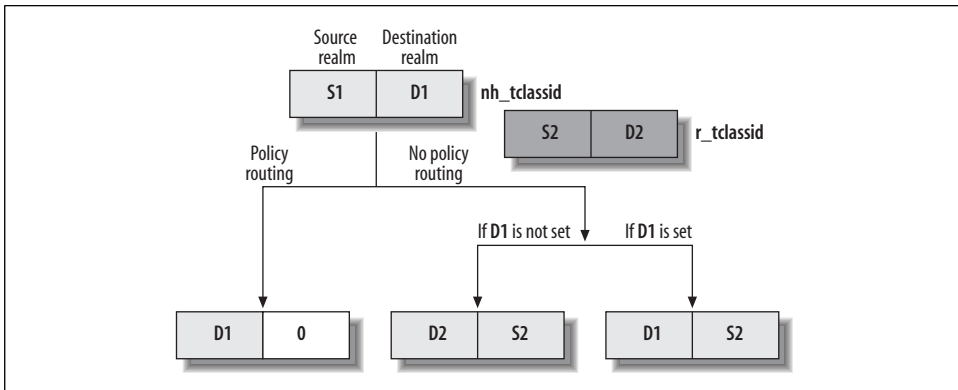 Source realm
Destination realm
S1
D1
nh_tclassid
S2
D2
r_tclassid
Policy routing
No policy routing
If D1 is not set
If D1 is set
D1
0
D2
S2
D1
S2